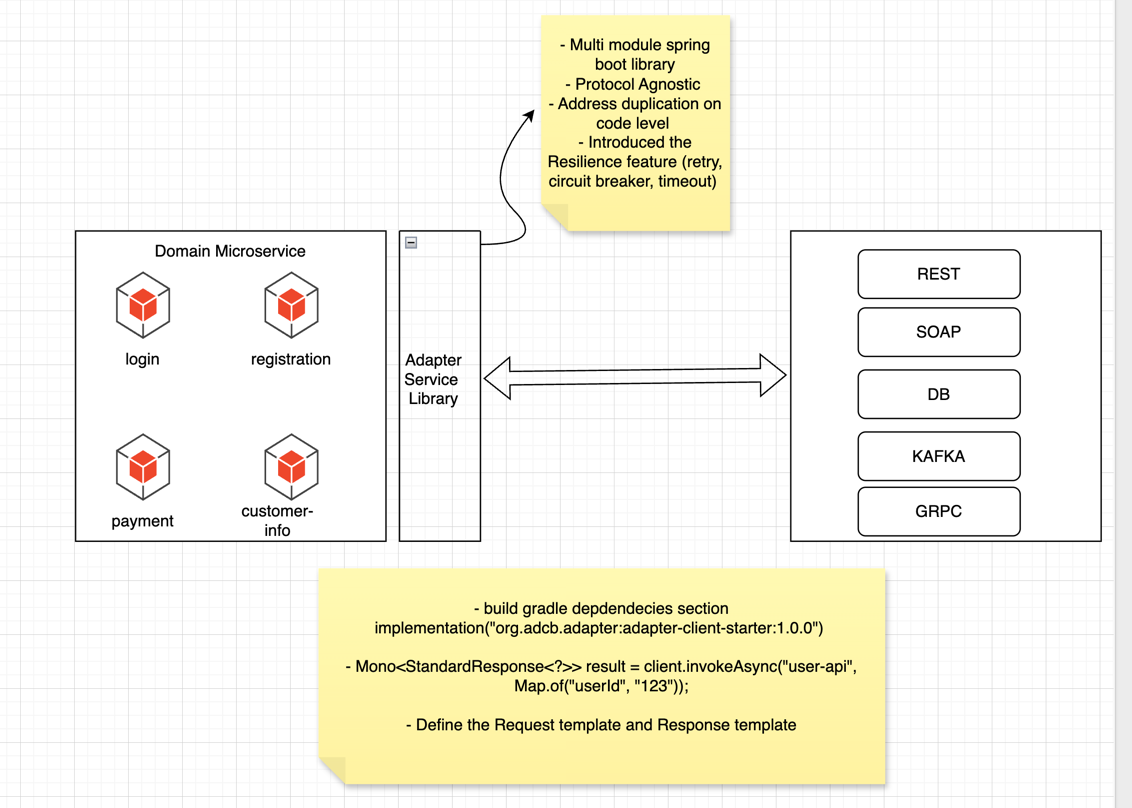 - Multi module spring
boot library
- Protocol Agnostic
- Address duplication on
code level
- Introduced the
Resilience feature (retry,
circuit breaker, timeout)
Domain Microservice
login
registration
payment
customer-
info
Adapter
Service
Library
REST
SOAP
DB
KAFKA
GRPC
- build gradle depdendecies section
implementation("org.adcb.adapter:adapter-client-starter:1.0.0")
- Mono<StandardResponse<?>> result = client.invokeAsync("user-api",
Map.of("userId", "123"));
- Define the Request template and Response template